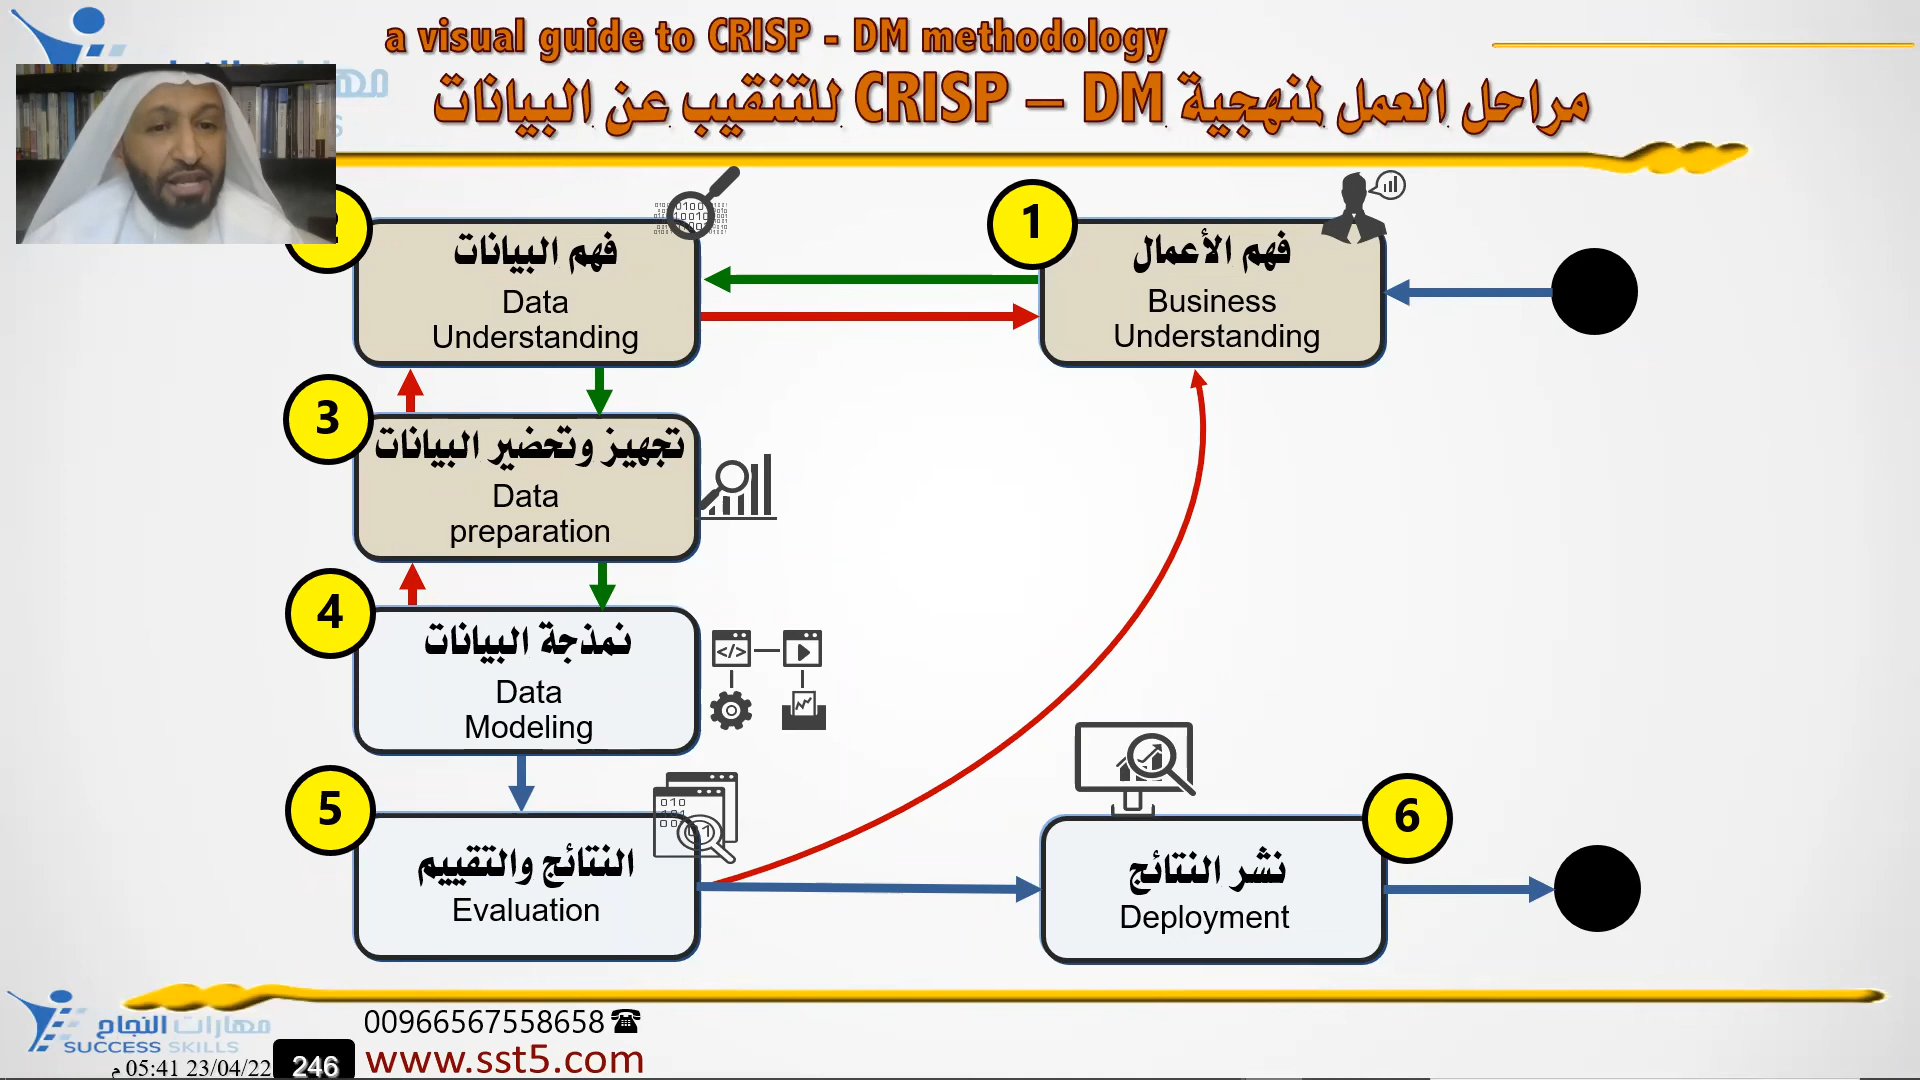 a visual guide to CRISP - DM methodology
مراحل العمل لمنهجية CRISP – DM للتنقيب عن البيانات
1
فهم الأعمال
Business
Understanding
فهم البيانات
Data
Understanding
3
تجهيز وتحضير البيانات
Data
preparation
4
نمذجة البيانات
Data
Modeling
5
النتائج والتقييم
Evaluation
6
نشر النتائج
Deployment
مهارات النجاح
SUCCESS SKILLS
00966567558658
www.sst5.com
05:41 23/04/22 م
246